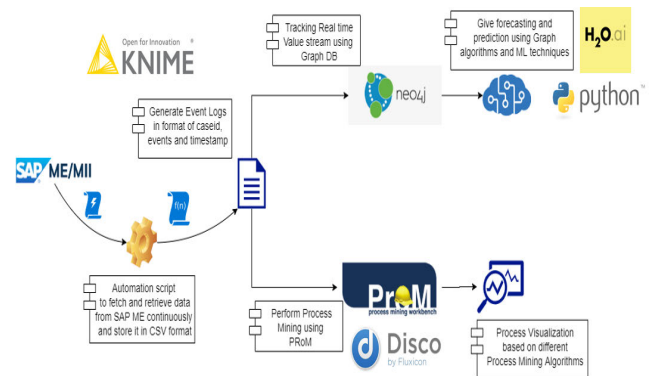 Open for Innovation
KNIME
Tracking Real time
Value stream using
Graph DB
Give forecasting and
prediction using Graph
algorithms and ML techniques
H2O.ai
neo4j
python™
Generate Event Logs
in format of caseid,
events and timestamp
SAP ME/MII
f(n)
Automation script
to fetch and retrieve data
from SAP ME continuously
and store it in CSV format
Perform Process
Mining using
PRoM
ProM
process mining workbench
Disco
by Fluxicon
Process Visualization
based on different
Process Mining Algorithms